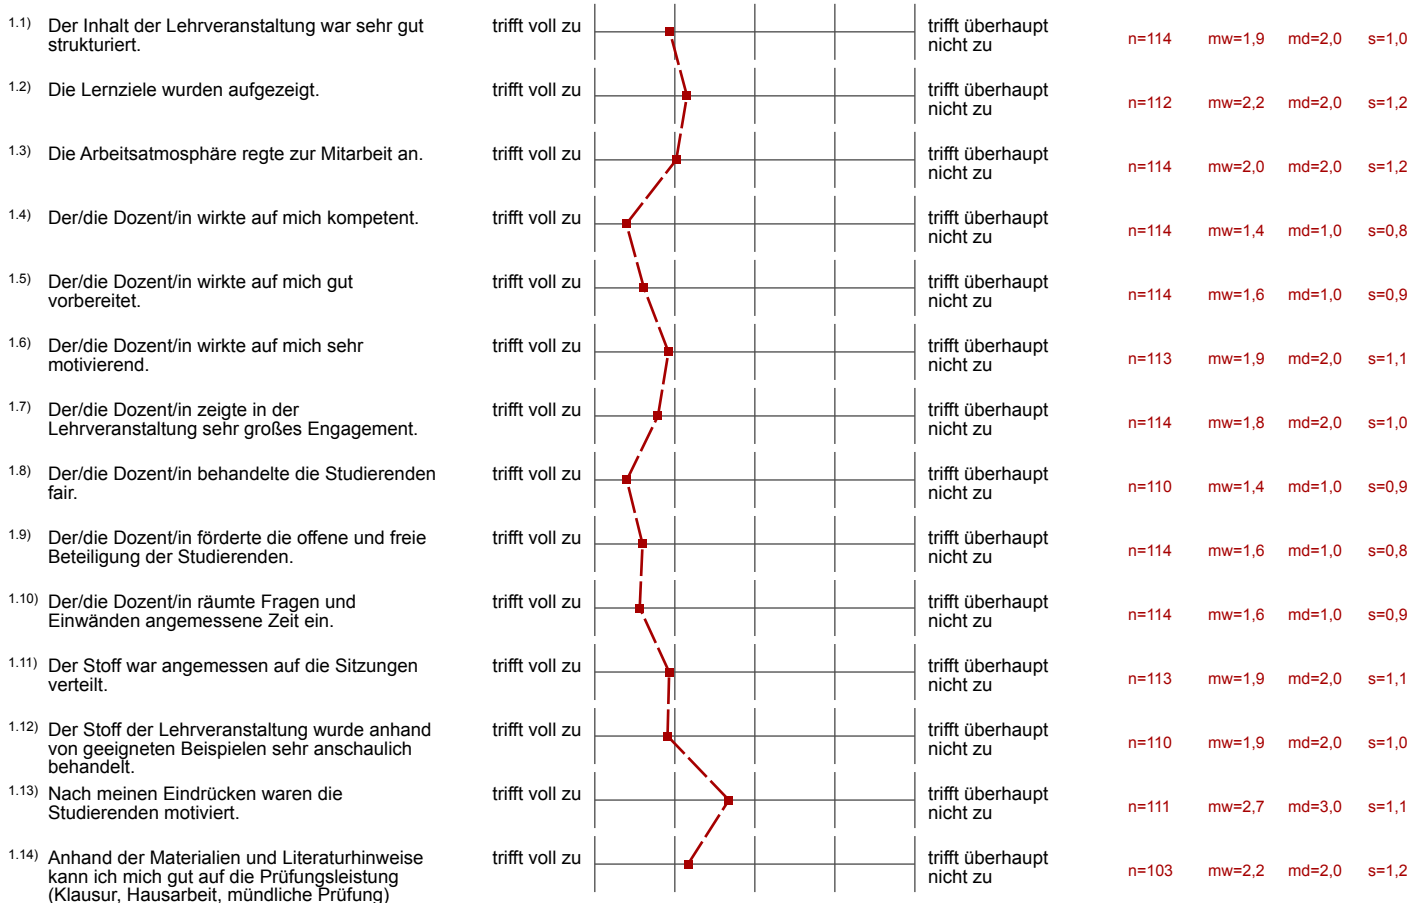 1.1) Der Inhalt der Lehrveranstaltung war sehr gut trifft voll zu trifft überhaupt
strukturiert. nicht zu n=114 mw=1,9 md=2,0 s=1,0
1.2) Die Lernziele wurden aufgezeigt. trifft voll zu trifft überhaupt
nicht zu n=112 mw=2,2 md=2,0 s=1,2
1.3) Die Arbeitsatmosphäre regte zur Mitarbeit an. trifft voll zu trifft überhaupt
nicht zu n=114 mw=2,0 md=2,0 s=1,2
1.4) Der/die Dozent/in wirkte auf mich kompetent. trifft voll zu trifft überhaupt
nicht zu n=114 mw=1,4 md=1,0 s=0,8
1.5) Der/die Dozent/in wirkte auf mich gut trifft voll zu trifft überhaupt
vorbereitet. nicht zu n=114 mw=1,6 md=1,0 s=0,9
1.6) Der/die Dozent/in wirkte auf mich sehr trifft voll zu trifft überhaupt
motivierend. nicht zu n=113 mw=1,9 md=2,0 s=1,1
1.7) Der/die Dozent/in zeigte in der trifft voll zu trifft überhaupt
Lehrveranstaltung sehr großes Engagement. nicht zu n=114 mw=1,8 md=2,0 s=1,0
1.8) Der/die Dozent/in behandelte die Studierenden trifft voll zu trifft überhaupt
fair. nicht zu n=110 mw=1,4 md=1,0 s=0,9
1.9) Der/die Dozent/in förderte die offene und freie trifft voll zu trifft überhaupt
Beteiligung der Studierenden. nicht zu n=114 mw=1,6 md=1,0 s=0,8
1.10) Der/die Dozent/in räumte Fragen und trifft voll zu trifft überhaupt
Einwänden angemessene Zeit ein. nicht zu n=114 mw=1,6 md=1,0 s=0,9
1.11) Der Stoff war angemessen auf die Sitzungen trifft voll zu trifft überhaupt
verteilt. nicht zu n=113 mw=1,9 md=2,0 s=1,1
1.12) Der Stoff der Lehrveranstaltung wurde anhand trifft voll zu trifft überhaupt
von geeigneten Beispielen sehr anschaulich nicht zu n=110 mw=1,9 md=2,0 s=1,0
behandelt.
1.13) Nach meinen Eindrücken waren die trifft voll zu trifft überhaupt
Studierenden motiviert. nicht zu n=111 mw=2,7 md=3,0 s=1,1
1.14) Anhand der Materialien und Literaturhinweise trifft voll zu trifft überhaupt
kann ich mich gut auf die Prüfungsleistung nicht zu n=103 mw=2,2 md=2,0 s=1,2
(Klausur, Hausarbeit, mündliche Prüfung)